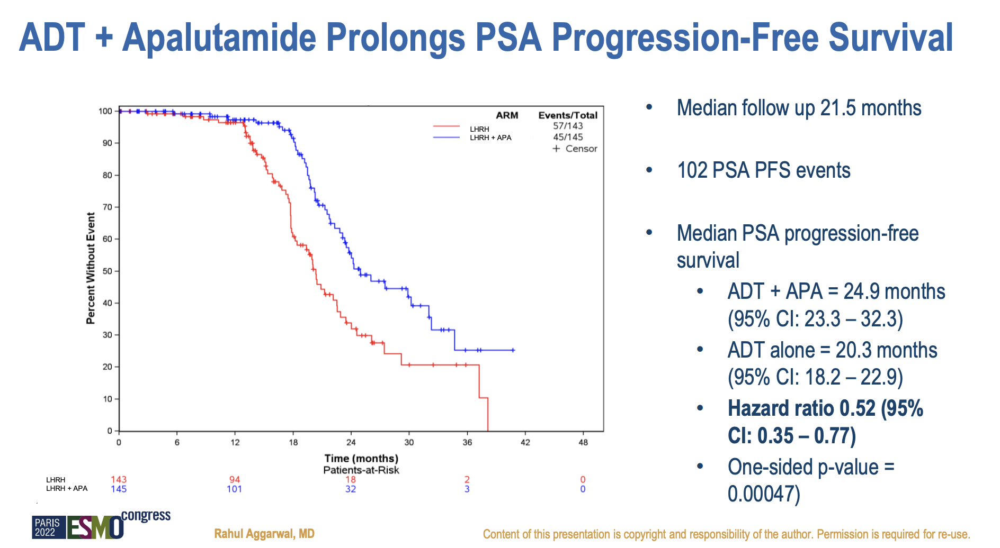 ADT + Apalutamide Prolongs PSA Progression-Free Survival
ARM Events/Total
LHRH 57/143
LHRH + APA 45/145
+ Censor
Percent Without Event
100
90
80
70
60
50
40
30
20
10
0
0 6 12 18 24 30 36 42 48
Time (months)
Patients-at-Risk
LHRH 143 94 18 2 0
LHRH + APA 145 101 32 3 0
• Median follow up 21.5 months
• 102 PSA PFS events
• Median PSA progression-free
survival
• ADT + APA = 24.9 months
(95% CI: 23.3 – 32.3)
• ADT alone = 20.3 months
(95% CI: 18.2 – 22.9)
• Hazard ratio 0.52 (95%
CI: 0.35 – 0.77)
• One-sided p-value =
0.00047)
PARIS
2022
ESMO congress
Rahul Aggarwal, MD
Content of this presentation is copyright and responsibility of the author. Permission is required for re-use.